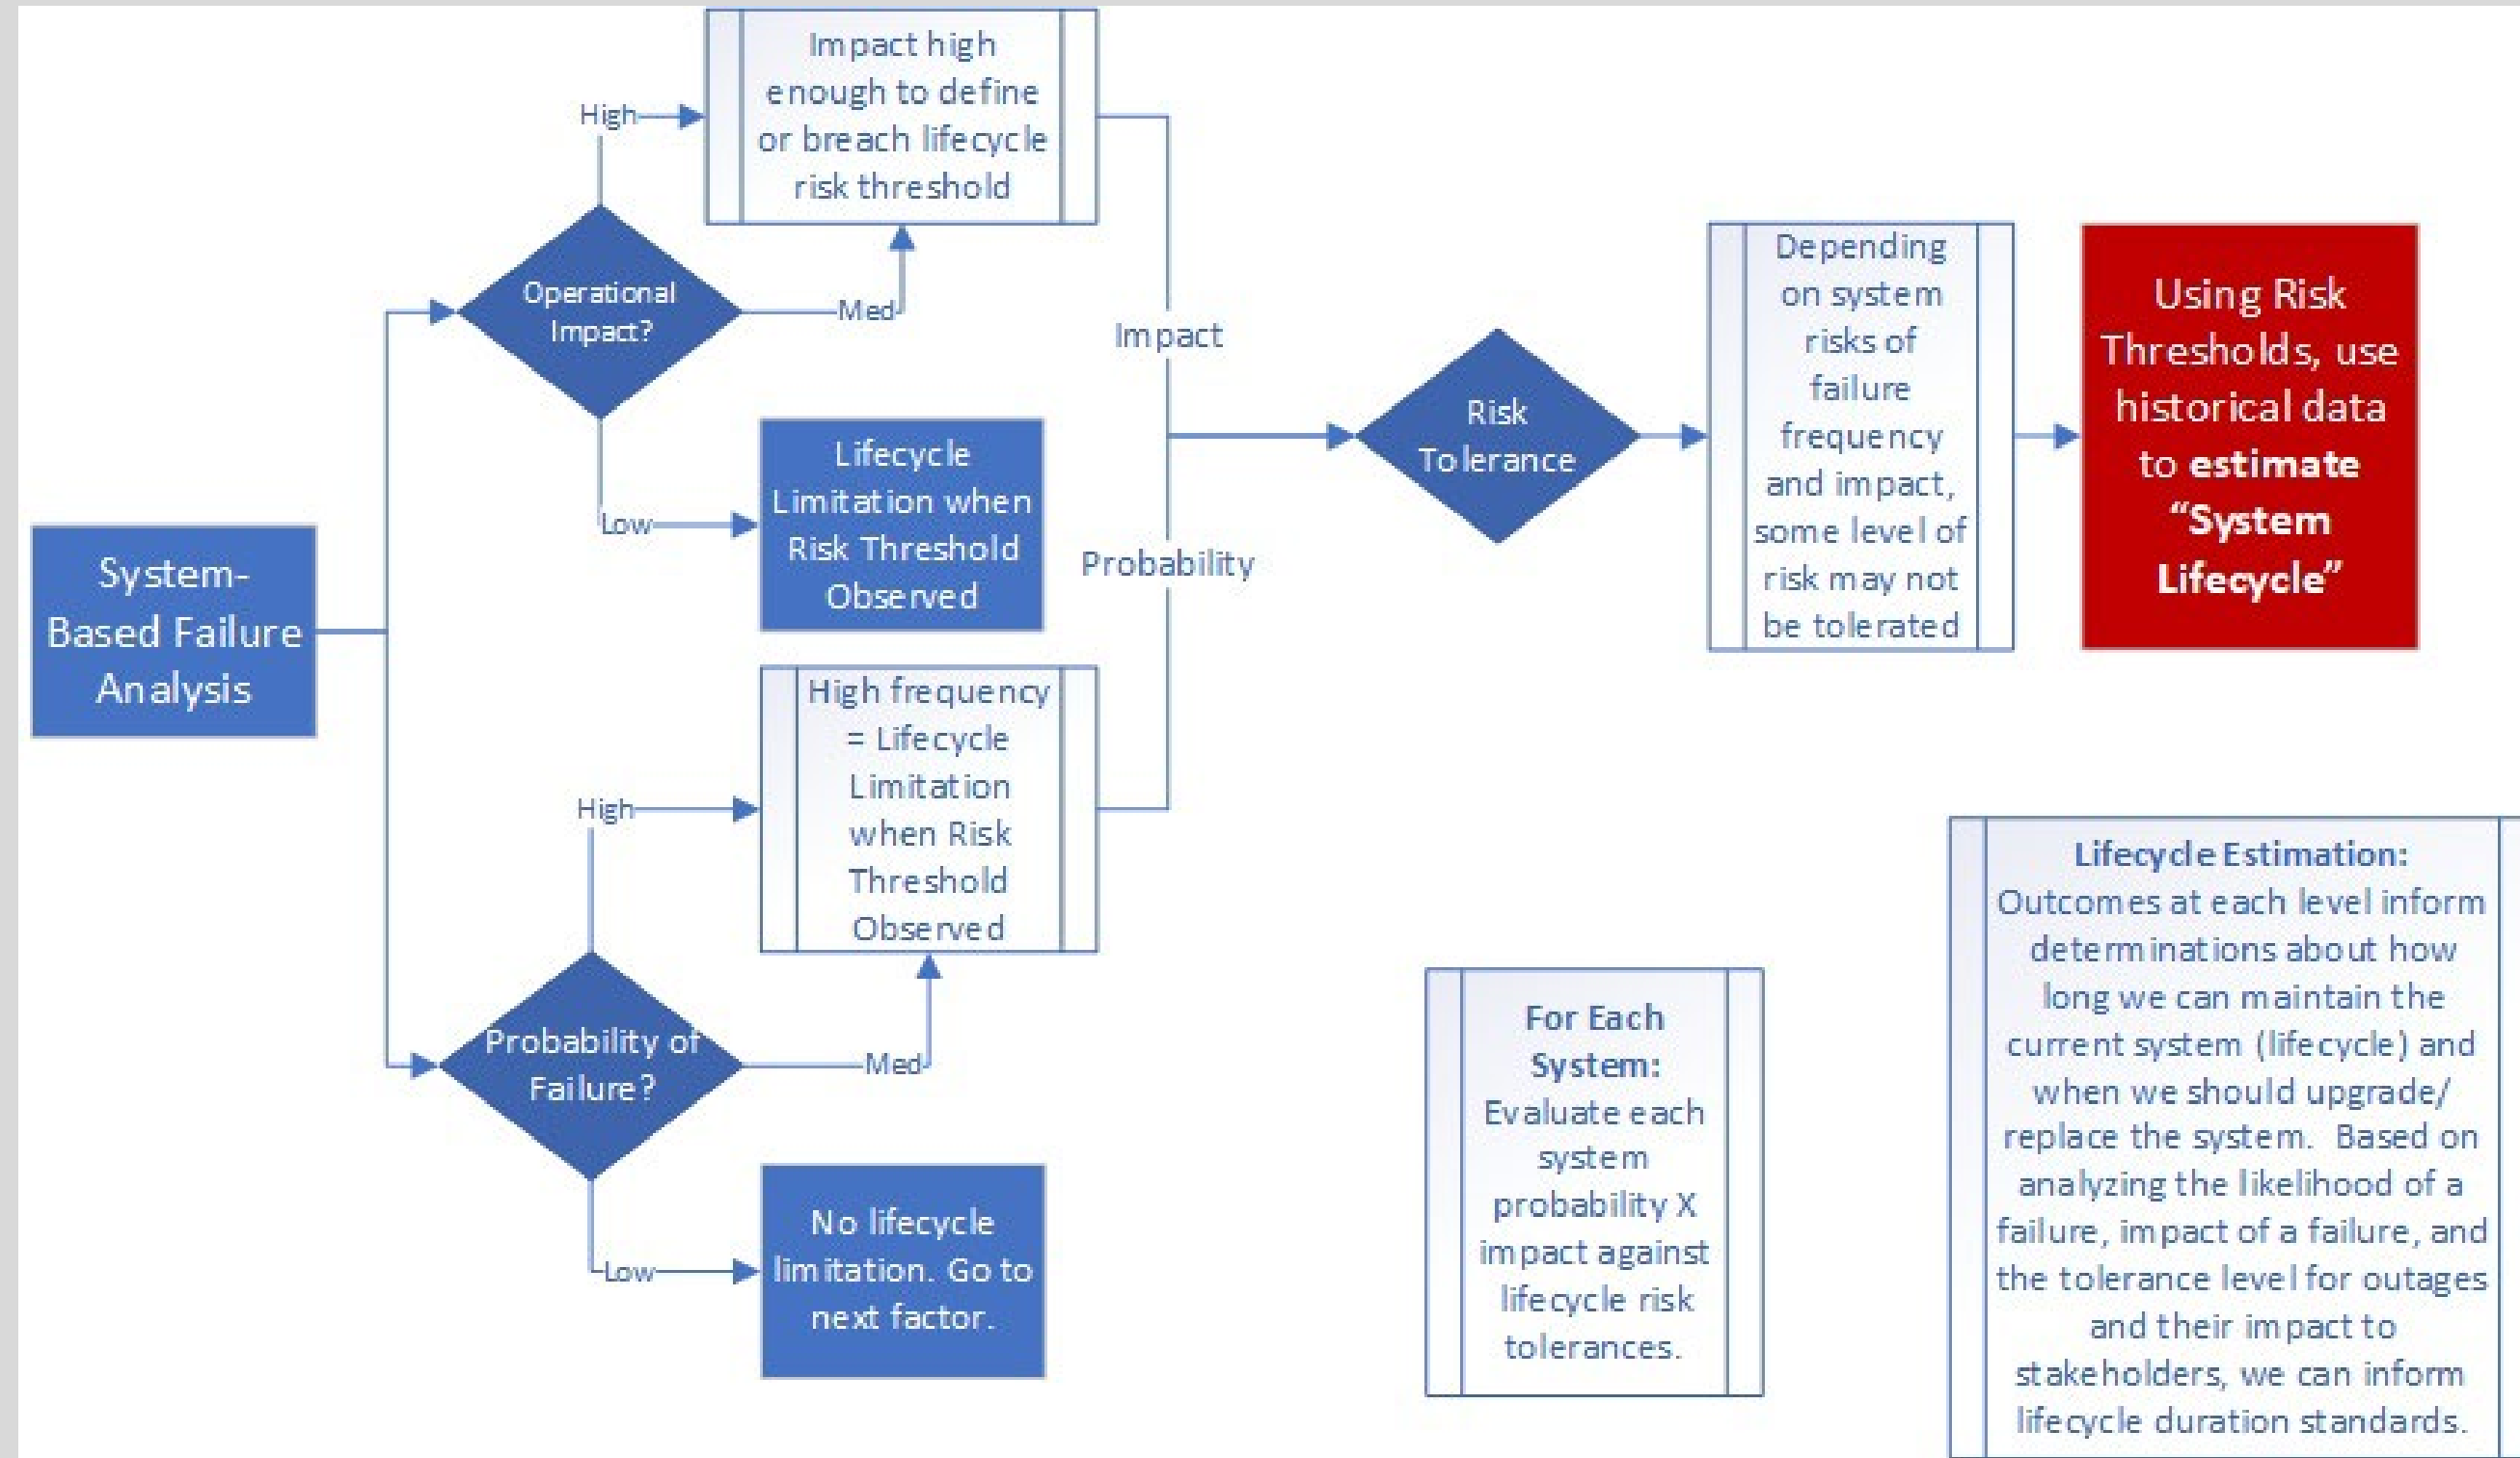 System-
Based Failure
Analysis
Operational
Impact?
High
Med
Low
Impact high
enough to define
or breach lifecycle
risk threshold
Lifecycle
Limitation when
Risk Threshold
Observed
Probability of
Failure?
High
Med
Low
High frequency
= Lifecycle
Limitation
when Risk
Threshold
Observed
No lifecycle
limitation. Go to
next factor.
Impact
Probability
Risk
Tolerance
Depending
on system
risks of
failure
frequency
and impact,
some level of
risk may not
be tolerated
Using Risk
Thresholds, use
historical data
to estimate
“System
Lifecycle”
For Each
System:
Evaluate each
system
probability X
impact against
lifecycle risk
tolerances.
Lifecycle Estimation:
Outcomes at each level inform
determinations about how
long we can maintain the
current system (lifecycle) and
when we should upgrade/
replace the system. Based on
analyzing the likelihood of a
failure, impact of a failure, and
the tolerance level for outages
and their impact to
stakeholders, we can inform
lifecycle duration standards.